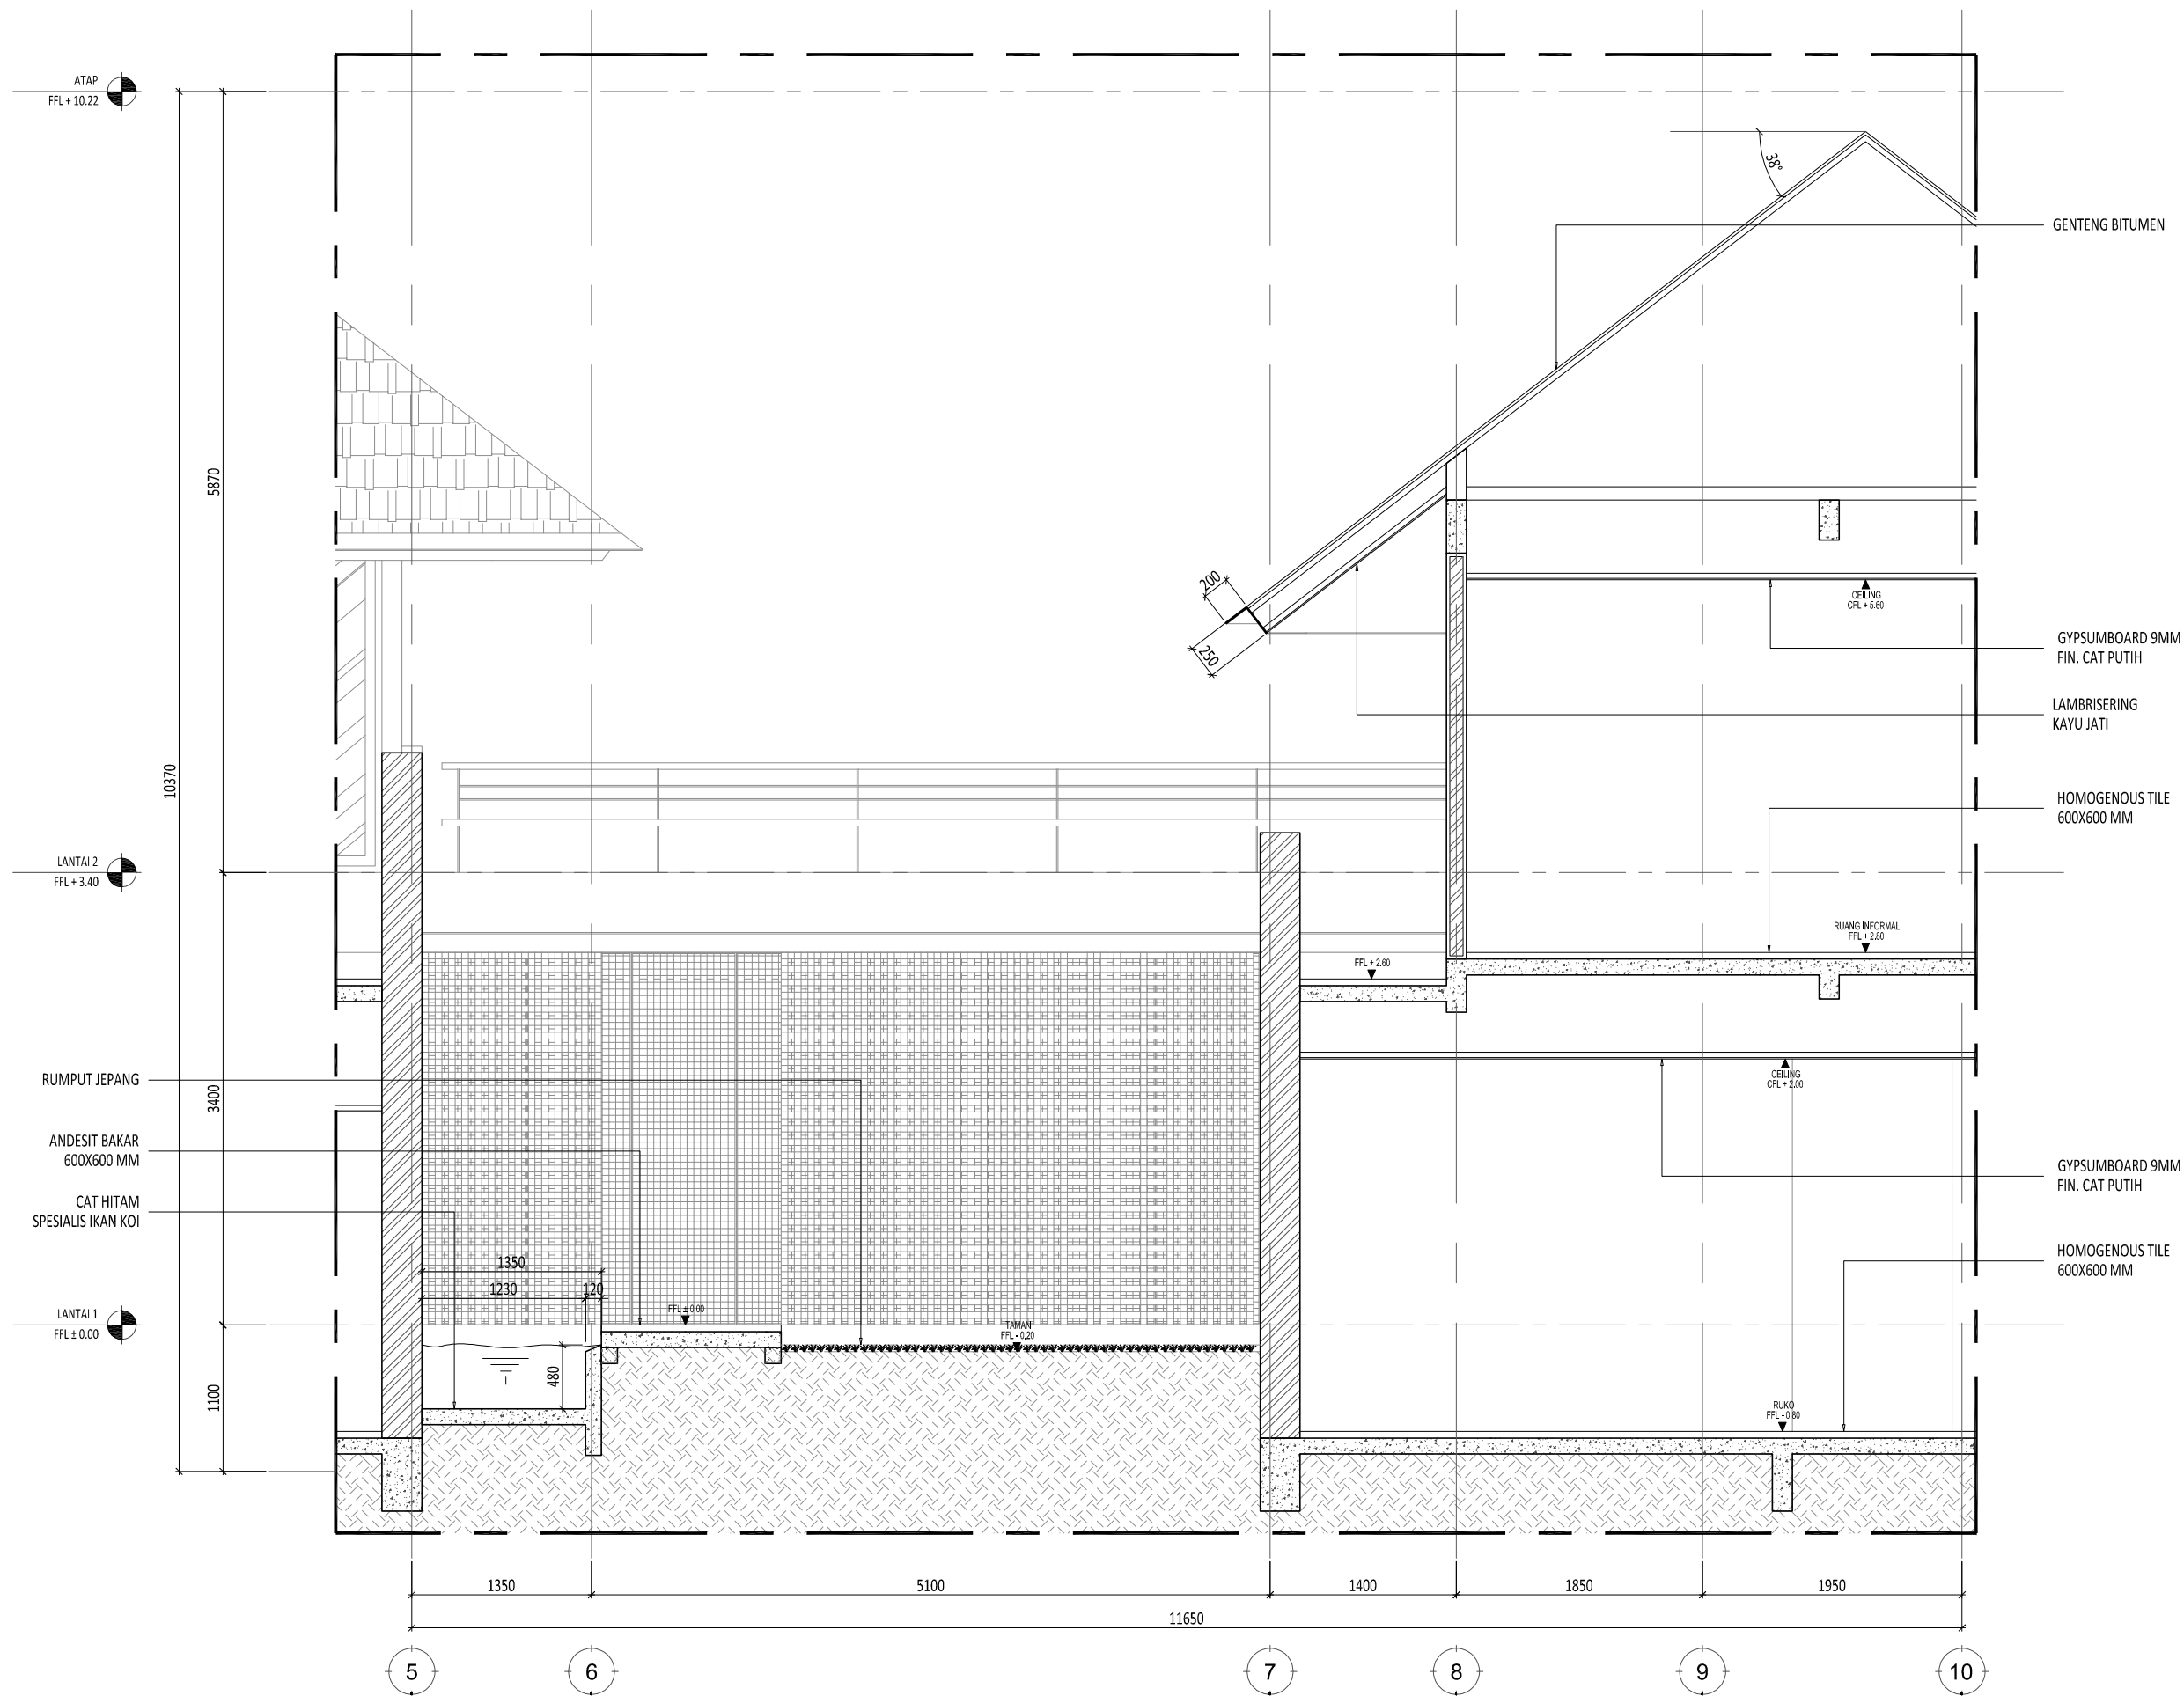 ATAP
FFL + 10.22
38°
GENTENG BITUMEN
5870
200
250
CEILING
CFL + 5.60
GYPSUMBOARD 9MM
FIN. CAT PUTIH
LAMBRISERING
KAYU JATI
10370
HOMOGENOUS TILE
600X600 MM
LANTAI 2
FFL + 3.40
RUANG INFORMAL
FFL + 2.80
FFL + 2.60
RUMPUT JEPANG
3400
CEILING
CFL + 2.00
ANDESIT BAKAR
600X600 MM
GYPSUMBOARD 9MM
FIN. CAT PUTIH
CAT HITAM
SPESIALIS IKAN KOI
1350
HOMOGENOUS TILE
600X600 MM
1230
120
LANTAI 1
FFL ± 0.00
FFL ± 0.00
TAMAN
FFL - 0.20
480
1100
RUKO
FFL - 0.80
1350
5100
1400
1850
1950
11650
5
6
7
8
9
10